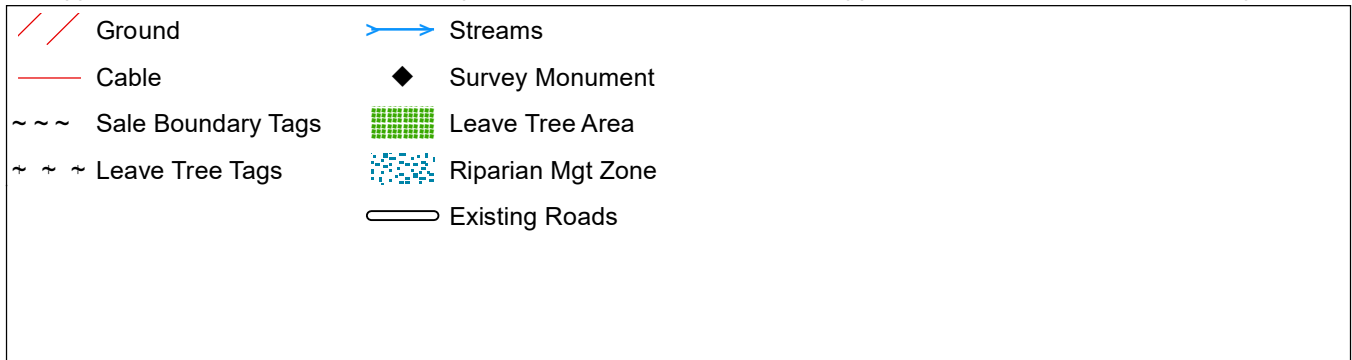 Ground
Cable
Sale Boundary Tags
Leave Tree Tags
Streams
Survey Monument
Leave Tree Area
Riparian Mgt Zone
Existing Roads